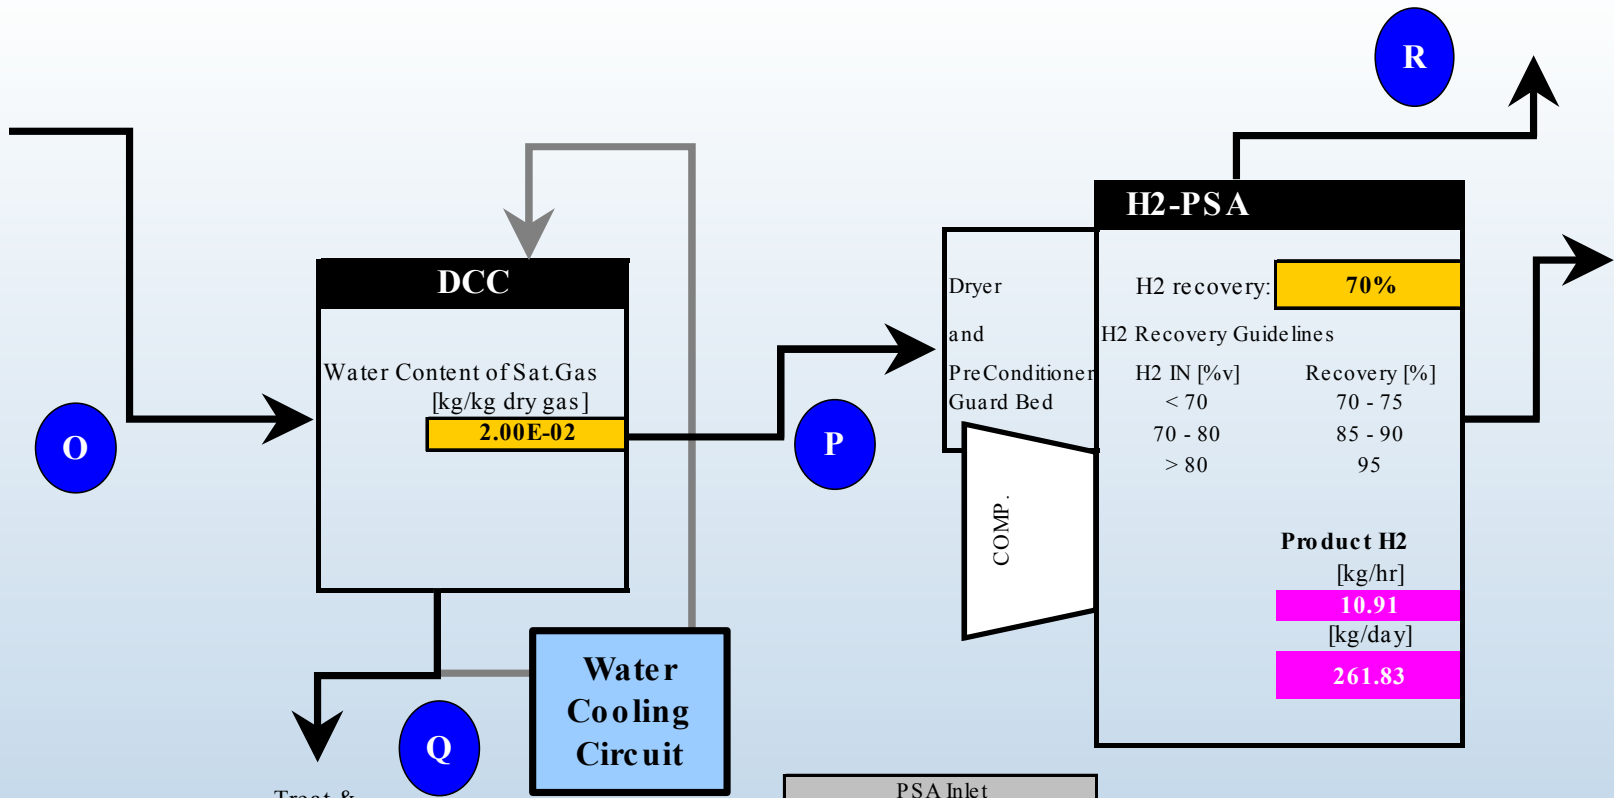 R
H2-PSA
DCC
Dryer
and
PreConditioner
Guard Bed
H2 recovery:
70%
H2 Recovery Guidelines
H2 IN [%v] Recovery [%]
< 70 70 - 75
70 - 80 85 - 90
> 80 95
Water Content of Sat.Gas
[kg/kg dry gas]
2.00E-02
O
P
COMP.
Product H2
[kg/hr]
10.91
[kg/day]
261.83
Water
Cooling
Circuit
Q
PSA Inlet
Treat &